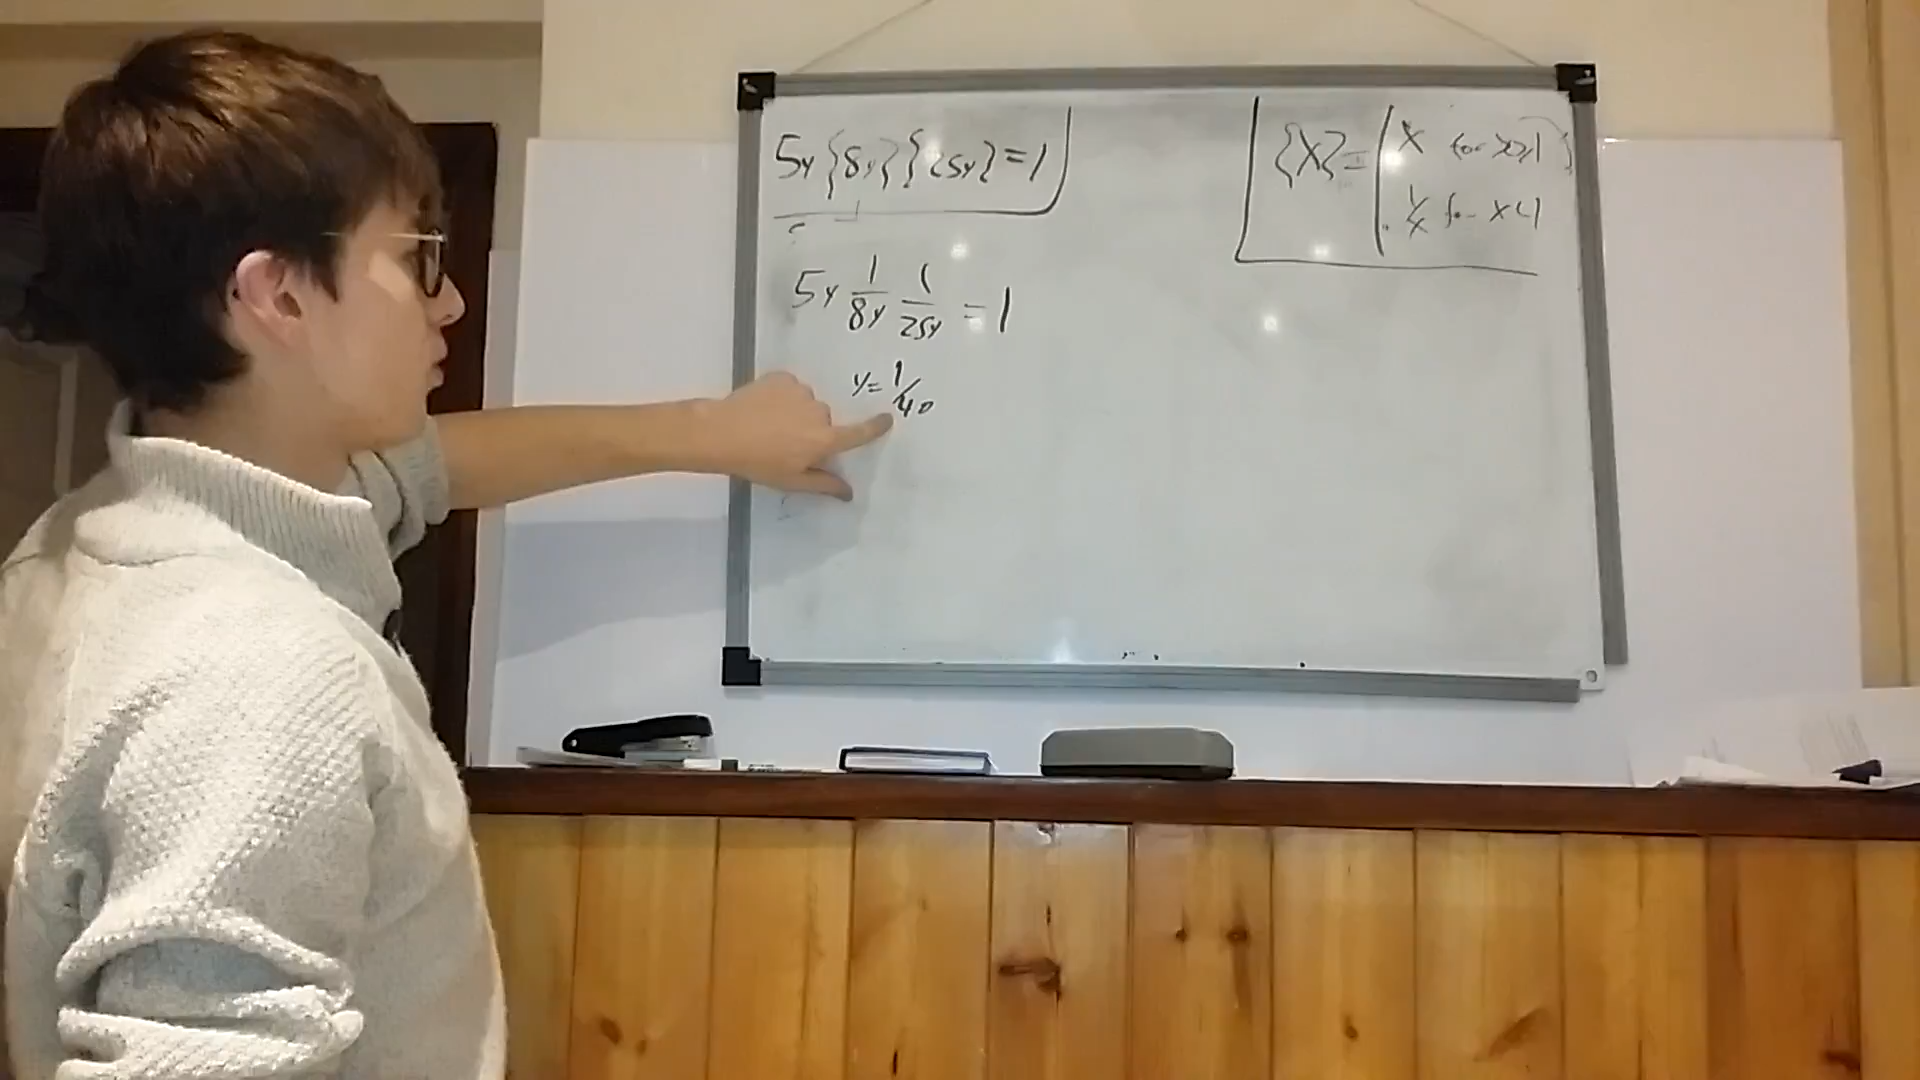 5y{8y}{25y}=1
{x}= x for x≥1
1/x for x<1
5y 1/8y 1/25y = 1
y=1/40